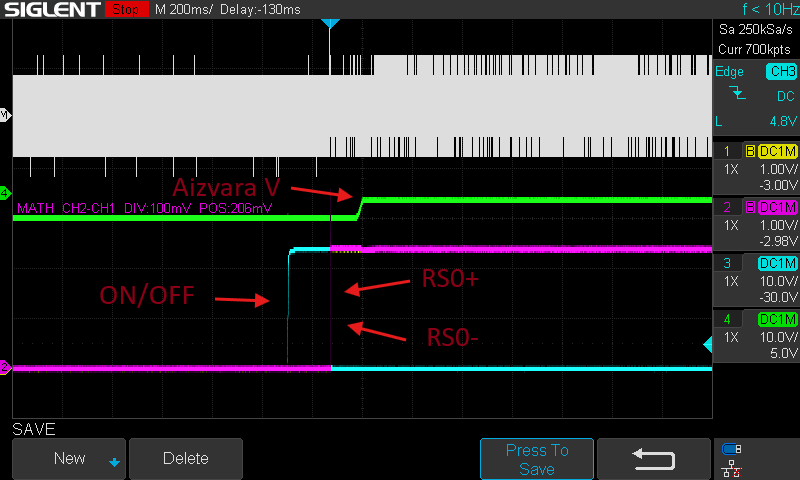 SIGLENT Stop M 200ms/ Delay:-130ms f < 10Hz
Sa 250kSa/s
Curr 700kpts
Edge CH3
DC
L 4.8V
M
1 B DC1M
1X 1.00V/
-3.00V
2 B DC1M
1X 1.00V/
-2.98V
3 DC1M
1X 10.0V/
-30.0V
4 DC1M
1X 10.0V/
5.0V
4
Aizvara V
MATH CH2-CH1 DIV:100mV POS:206mV
ON/OFF
RS0+
RS0-
2
SAVE
New
Delete
Press To
Save